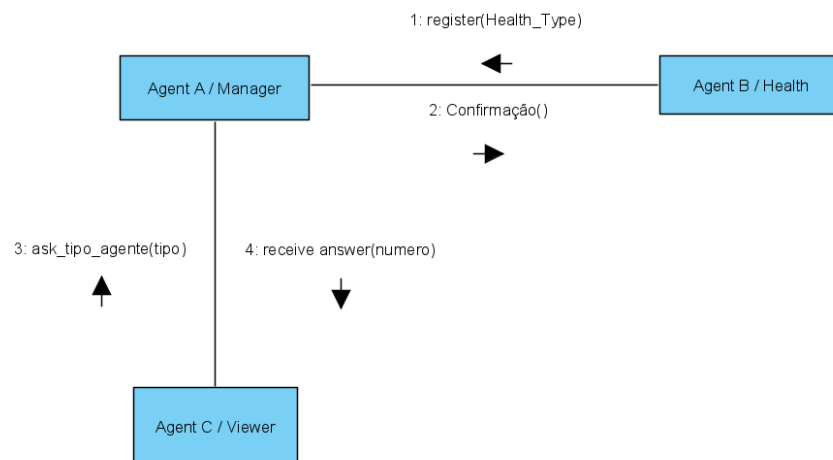 1: register(Health_Type)
Agent A / Manager
Agent B / Health
2: Confirmação()
3: ask_tipo_agente(tipo)
4: receive answer(numero)
Agent C / Viewer